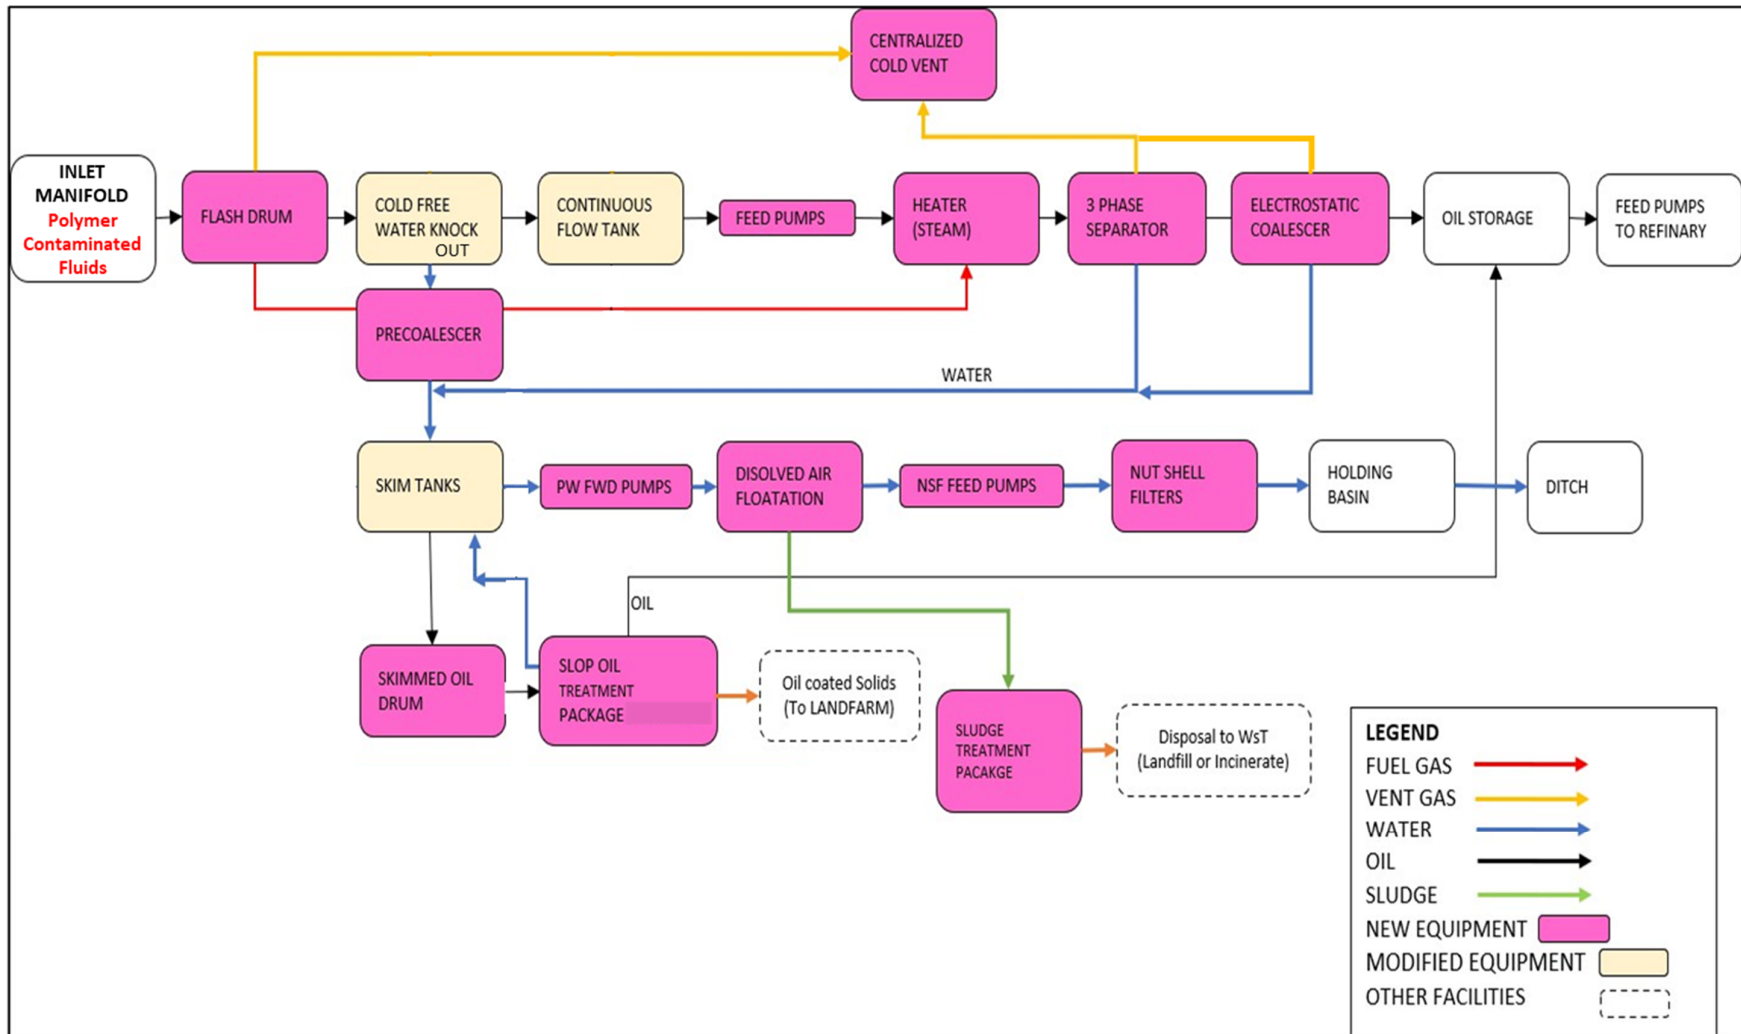 CENTRALIZED
COLD VENT
INLET
MANIFOLD
Polymer
Contaminated
Fluids
FLASH DRUM
COLD FREE
WATER KNOCK
OUT
CONTINUOUS
FLOW TANK
FEED PUMPS
HEATER
(STEAM)
3 PHASE
SEPARATOR
ELECTROSTATIC
COALESCER
OIL STORAGE
FEED PUMPS
TO REFINARY
PRECOALESCER
WATER
SKIM TANKS
PW FWD PUMPS
DISOLVED AIR
FLOATATION
NSF FEED PUMPS
NUT SHELL
FILTERS
HOLDING
BASIN
DITCH
OIL
SKIMMED OIL
DRUM
SLOP OIL
TREATMENT
PACKAGE
Oil coated Solids
(To LANDFARM)
SLUDGE
TREATMENT
PACAKGE
Disposal to WsT
(Landfill or Incinerate)
LEGEND
FUEL GAS
VENT GAS
WATER
OIL
SLUDGE
NEW EQUIPMENT
MODIFIED EQUIPMENT
OTHER FACILITIES